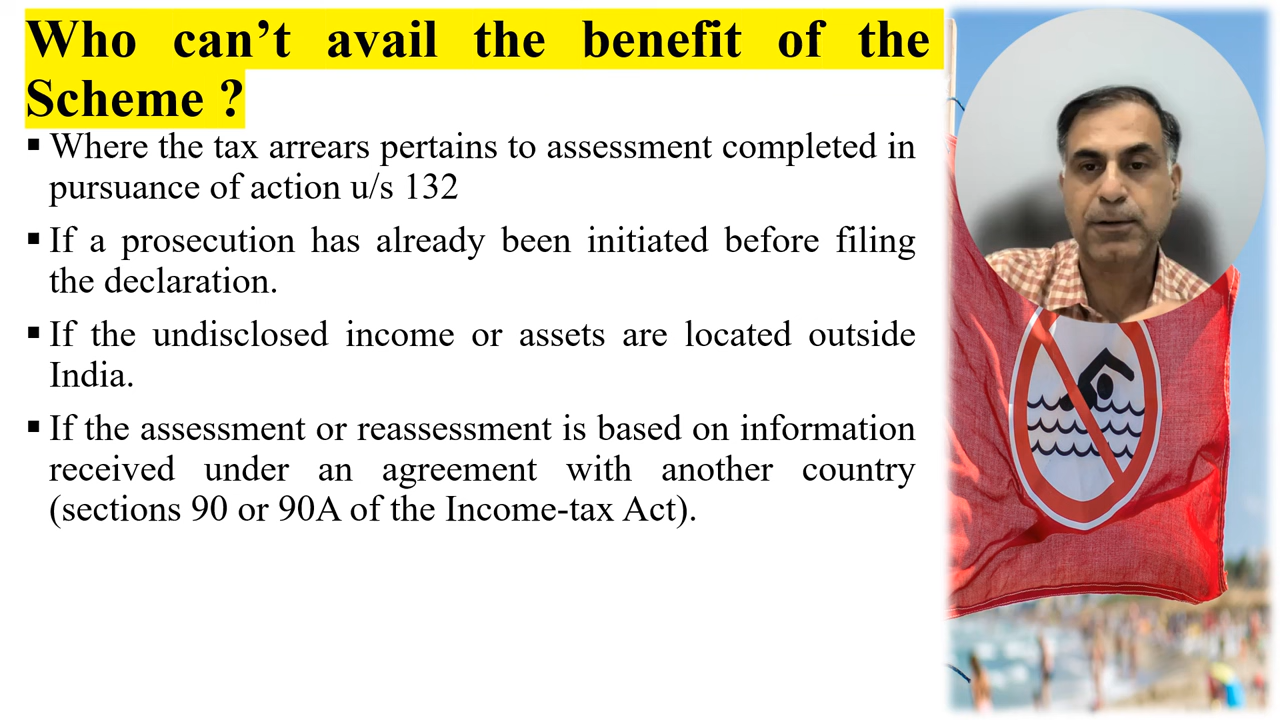 Who can’t avail the benefit of the
Scheme ?
▪ Where the tax arrears pertains to assessment completed in
pursuance of action u/s 132
▪ If a prosecution has already been initiated before filing
the declaration.
▪ If the undisclosed income or assets are located outside
India.
▪ If the assessment or reassessment is based on information
received under an agreement with another country
(sections 90 or 90A of the Income-tax Act).